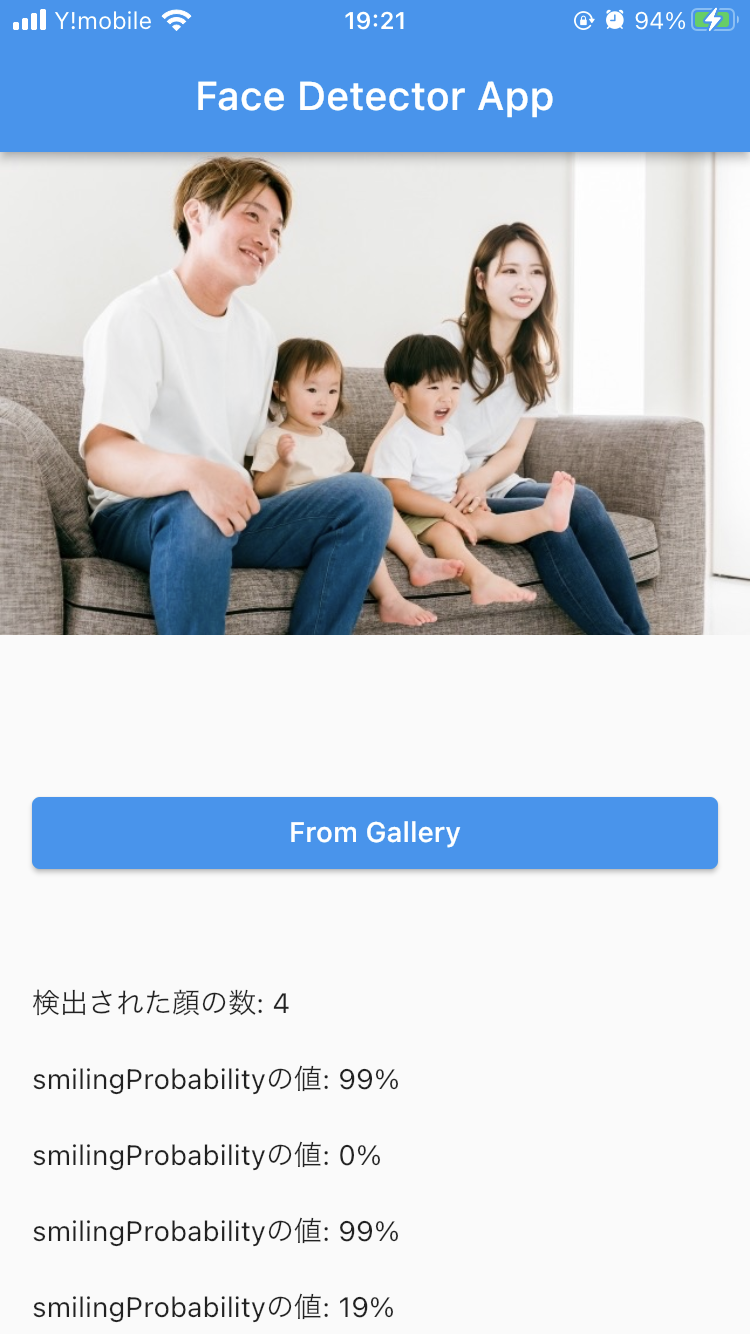 Y!mobile 19:21 94%
Face Detector App
From Gallery
検出された顔の数: 4
smilingProbabilityの値: 99%
smilingProbabilityの値: 0%
smilingProbabilityの値: 99%
smilingProbabilityの値: 19%